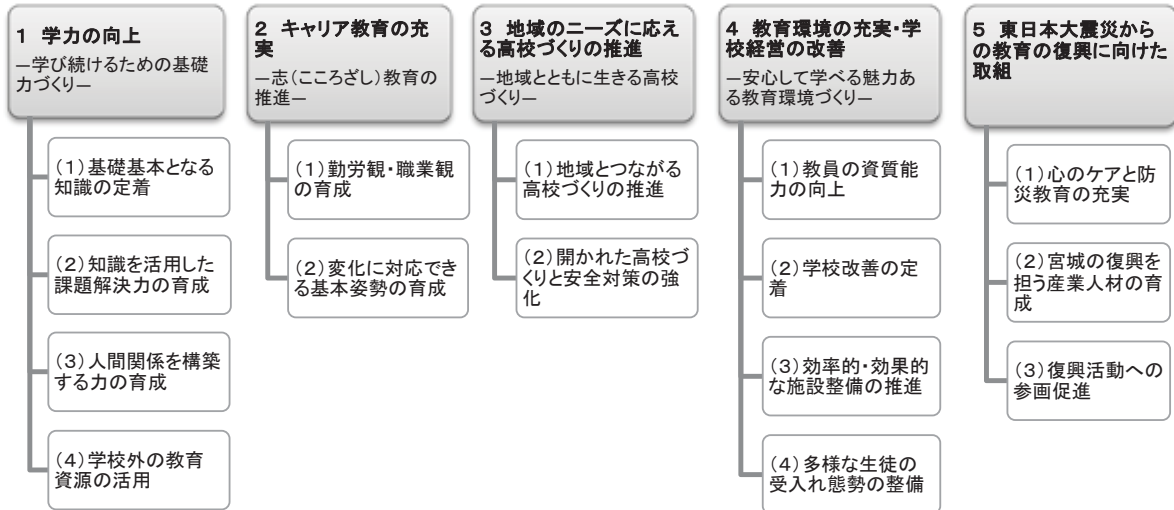 1 学力の向上
―学び続けるための基礎
力づくり―
(1)基礎基本となる
知識の定着
(2)知識を活用した
課題解決力の育成
(3)人間関係を構築
する力の育成
(4)学校外の教育
資源の活用
2 キャリア教育の充
実
―志(こころざし)教育の
推進―
(1)勤労観・職業観
の育成
(2)変化に対応でき
る基本姿勢の育成
3 地域のニーズに応え
る高校づくりの推進
―地域とともに生きる高校
づくり―
(1)地域とつながる
高校づくりの推進
(2)開かれた高校づ
くりと安全対策の強
化
4 教育環境の充実・学
校経営の改善
―安心して学べる魅力あ
る教育環境づくり―
(1)教員の資質能
力の向上
(2)学校改善の定
着
(3)効率的・効果的
な施設整備の推進
(4)多様な生徒の
受入れ態勢の整備
5 東日本大震災から
の教育の復興に向けた
取組
(1)心のケアと防
災教育の充実
(2)宮城の復興を
担う産業人材の育
成
(3)復興活動への
参画促進